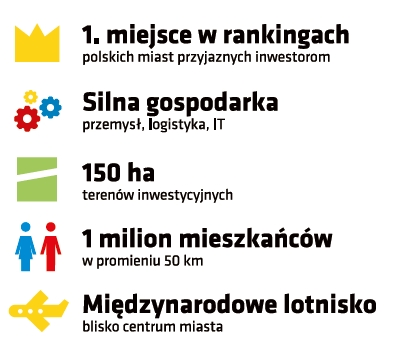 1. miejsce w rankingach
polskich miast przyjaznych inwestorom
Silna gospodarka
przemysł, logistyka, IT
150 ha
terenów inwestycyjnych
1 milion mieszkańców
w promieniu 50 km
Międzynarodowe lotnisko
blisko centrum miasta